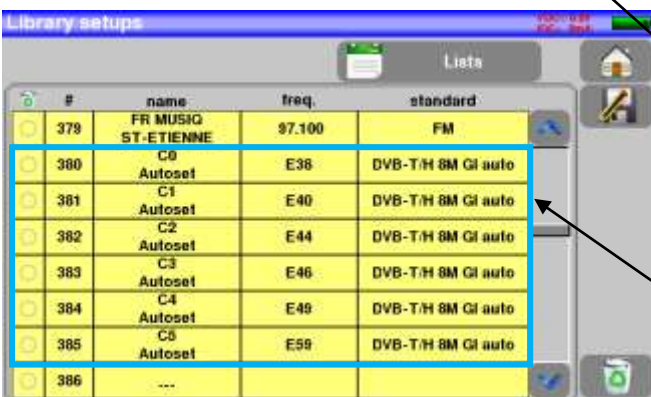 Library setups
Lists
# name freq. standard
379 FR MUSIQ ST-ETIENNE 97.100 FM
380 C0 Autoset E38 DVB-T/H 8M GI auto
381 C1 Autoset E40 DVB-T/H 8M GI auto
382 C2 Autoset E44 DVB-T/H 8M GI auto
383 C3 Autoset E46 DVB-T/H 8M GI auto
384 C4 Autoset E49 DVB-T/H 8M GI auto
385 C5 Autoset E59 DVB-T/H 8M GI auto
386 ---